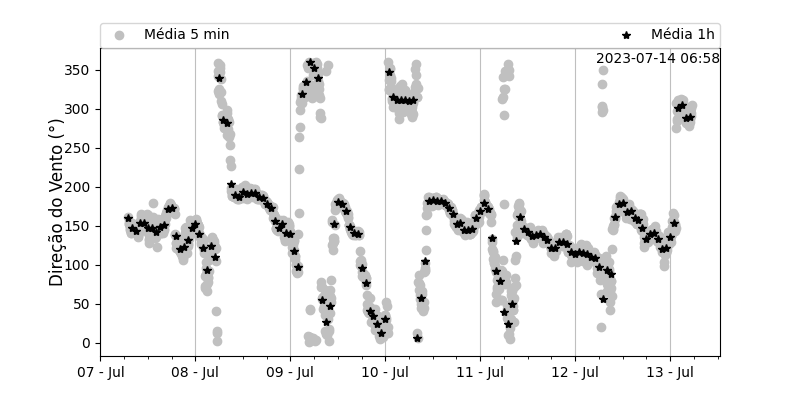 Média 5 min
Média 1h
2023-07-14 06:58
Direção do Vento (°)
350
300
250
200
150
100
50
0
07 - Jul
08 - Jul
09 - Jul
10 - Jul
11 - Jul
12 - Jul
13 - Jul